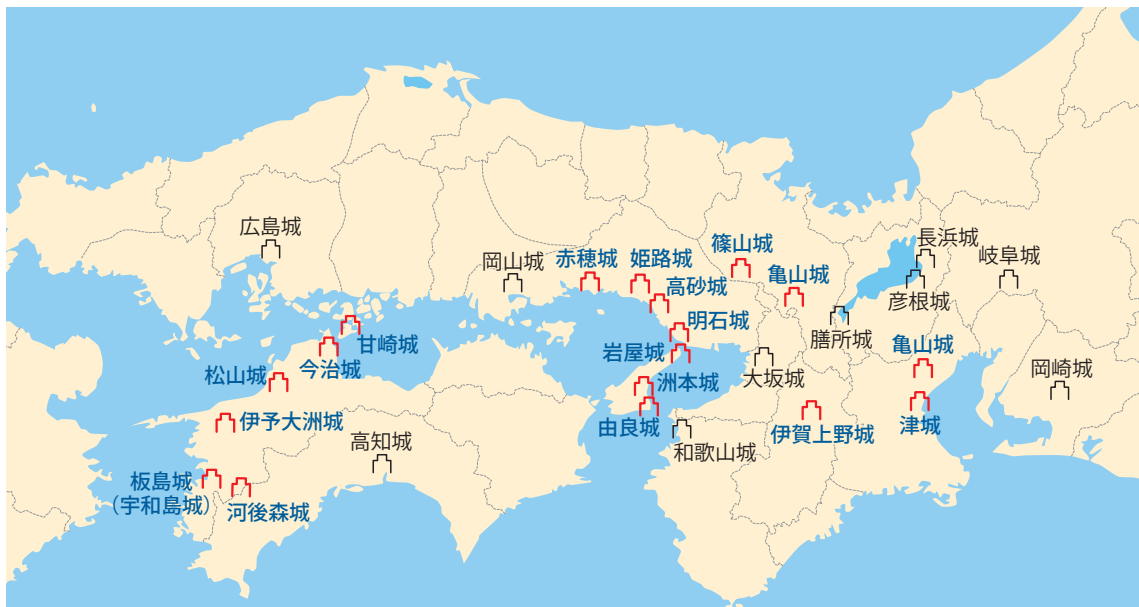 広島城
岡山城
赤穂城
姫路城
高砂城
篠山城
亀山城
明石城
岩屋城
洲本城
由良城
大坂城
和歌山城
膳所城
長浜城
彦根城
岐阜城
亀山城
岡崎城
津城
伊賀上野城
甘崎城
今治城
松山城
伊予大洲城
高知城
板島城
（宇和島城）
河後森城